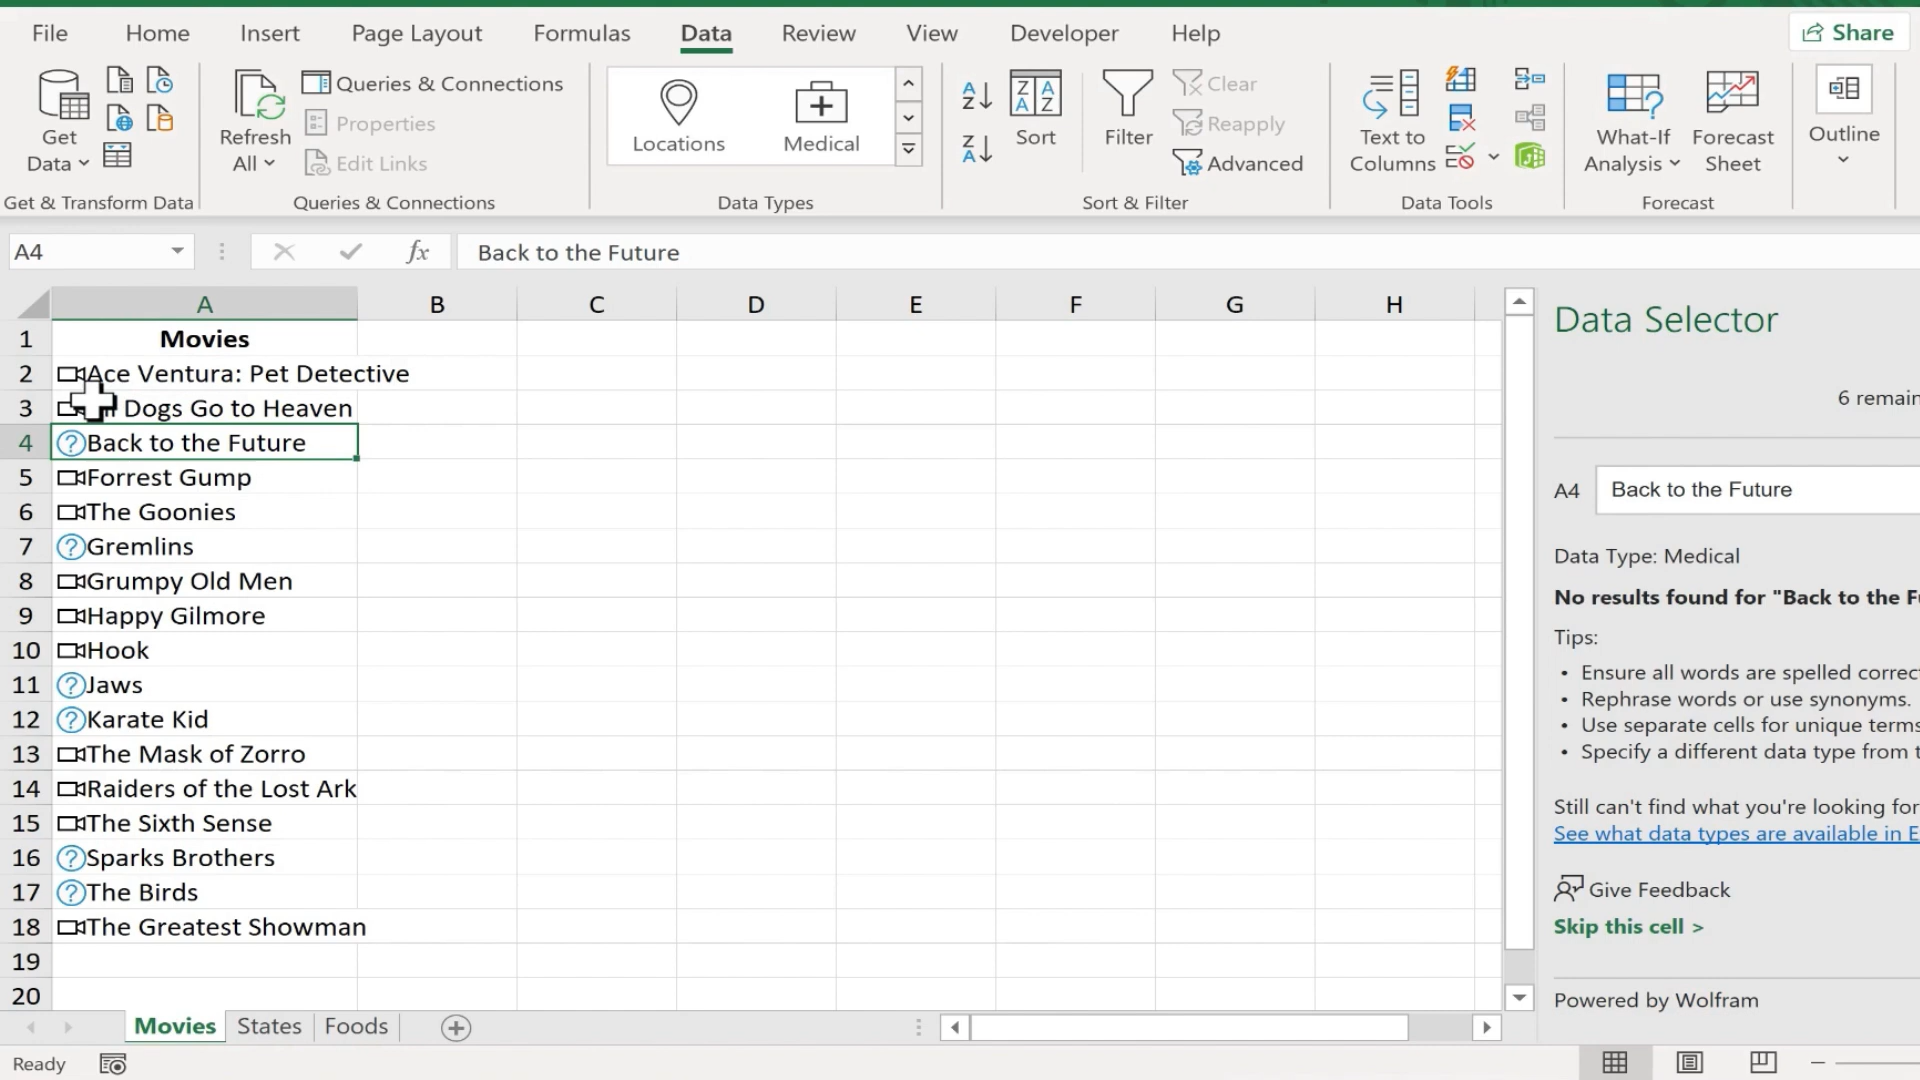 File Home Insert Page Layout Formulas Data Review View Developer Help Share
Get Data
Refresh All
Queries & Connections
Properties
Edit Links
Locations
Medical
Sort
Filter
Clear
Reapply
Advanced
Text to Columns
What-If Analysis
Forecast Sheet
Outline
Get & Transform Data Queries & Connections Data Types Sort & Filter Data Tools Forecast
A4 fx Back to the Future
A B C D E F G H
1 Movies
2 Ace Ventura: Pet Detective
3 Dogs Go to Heaven
4 Back to the Future
5 Forrest Gump
6 The Goonies
7 Gremlins
8 Grumpy Old Men
9 Happy Gilmore
10 Hook
11 Jaws
12 Karate Kid
13 The Mask of Zorro
14 Raiders of the Lost Ark
15 The Sixth Sense
16 Sparks Brothers
17 The Birds
18 The Greatest Showman
19
20
Data Selector
6 remain
A4 Back to the Future
Data Type: Medical
No results found for "Back to the F
Tips:
• Ensure all words are spelled correc
• Rephrase words or use synonyms.
• Use separate cells for unique terms
• Specify a different data type from t
Still can't find what you're looking for
See what data types are available in E
Give Feedback
Skip this cell >
Powered by Wolfram
Movies States Foods
Ready